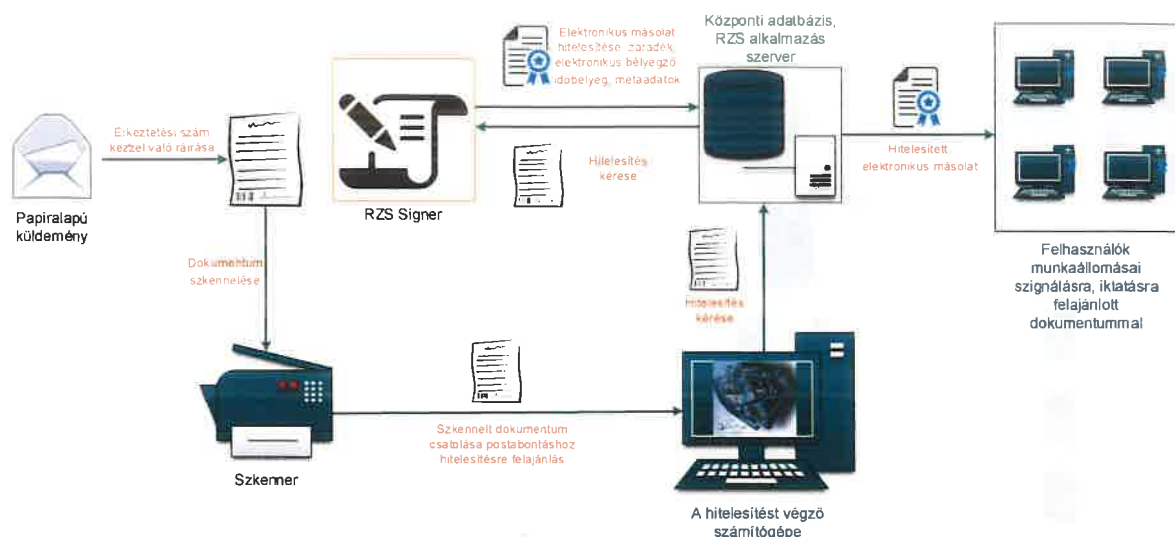 Elektronikus másolat
hitelesítése záradék,
elektronikus bélyegző
időbélyeg, metaadatok
Központi adatbázis,
RZS alkalmazás
szerver
Érkeztetési szám
kézzel való ráírása
Hitelesítés
kérése
Hitelesített
elektronikus másolat
Papiralapú
küldemény
RZS Signer
Dokumentum
szkennelése
Hitelesítés
kérése
Felhasználók
munkaállomásai
szignálásra, iktatásra
felajánlott
dokumentummal
Szkennelt dokumentum
csatolása postabontáshoz
hitelesítésre felajánlás
Szkenner
A hitelesítést végző
számítógépe